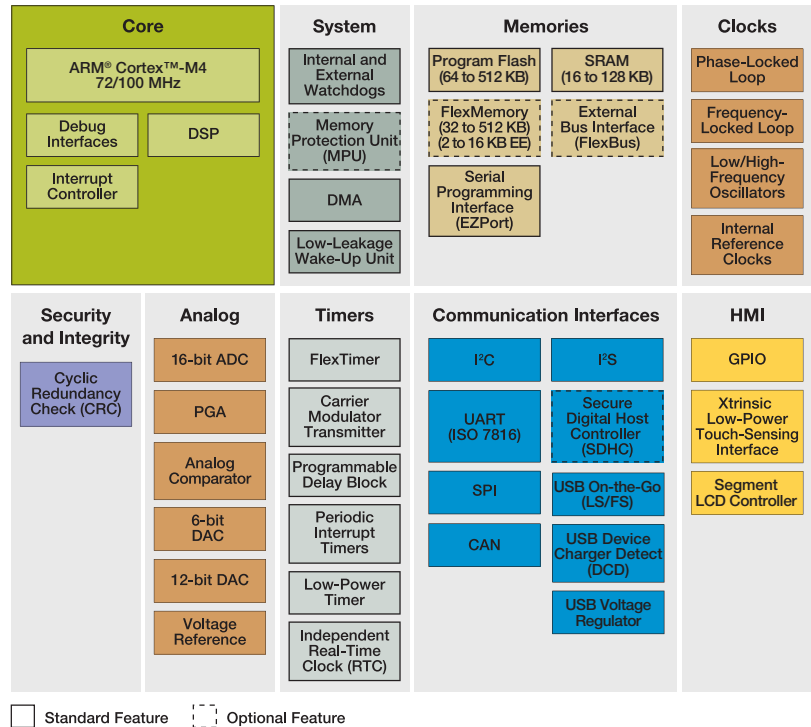 Core
ARM® Cortex™-M4
72/100 MHz
Debug
Interfaces
DSP
Interrupt
Controller
System
Internal and
External
Watchdogs
Memory
Protection Unit
(MPU)
DMA
Low-Leakage
Wake-Up Unit
Memories
Program Flash
(64 to 512 KB)
SRAM
(16 to 128 KB)
FlexMemory
(32 to 512 KB)
(2 to 16 KB EE)
External
Bus Interface
(FlexBus)
Serial
Programming
Interface
(EZPort)
Clocks
Phase-Locked
Loop
Frequency-
Locked Loop
Low/High-
Frequency
Oscillators
Internal
Reference
Clocks
Security
and Integrity
Cyclic
Redundancy
Check (CRC)
Analog
16-bit ADC
PGA
Analog
Comparator
6-bit
DAC
12-bit DAC
Voltage
Reference
Timers
FlexTimer
Carrier
Modulator
Transmitter
Programmable
Delay Block
Periodic
Interrupt
Timers
Low-Power
Timer
Independent
Real-Time
Clock (RTC)
Communication Interfaces
I²C
I²S
UART
(ISO 7816)
Secure
Digital Host
Controller
(SDHC)
SPI
USB On-the-Go
(LS/FS)
CAN
USB Device
Charger Detect
(DCD)
USB Voltage
Regulator
HMI
GPIO
Xtrinsic
Low-Power
Touch-Sensing
Interface
Segment
LCD Controller
Standard Feature
Optional Feature